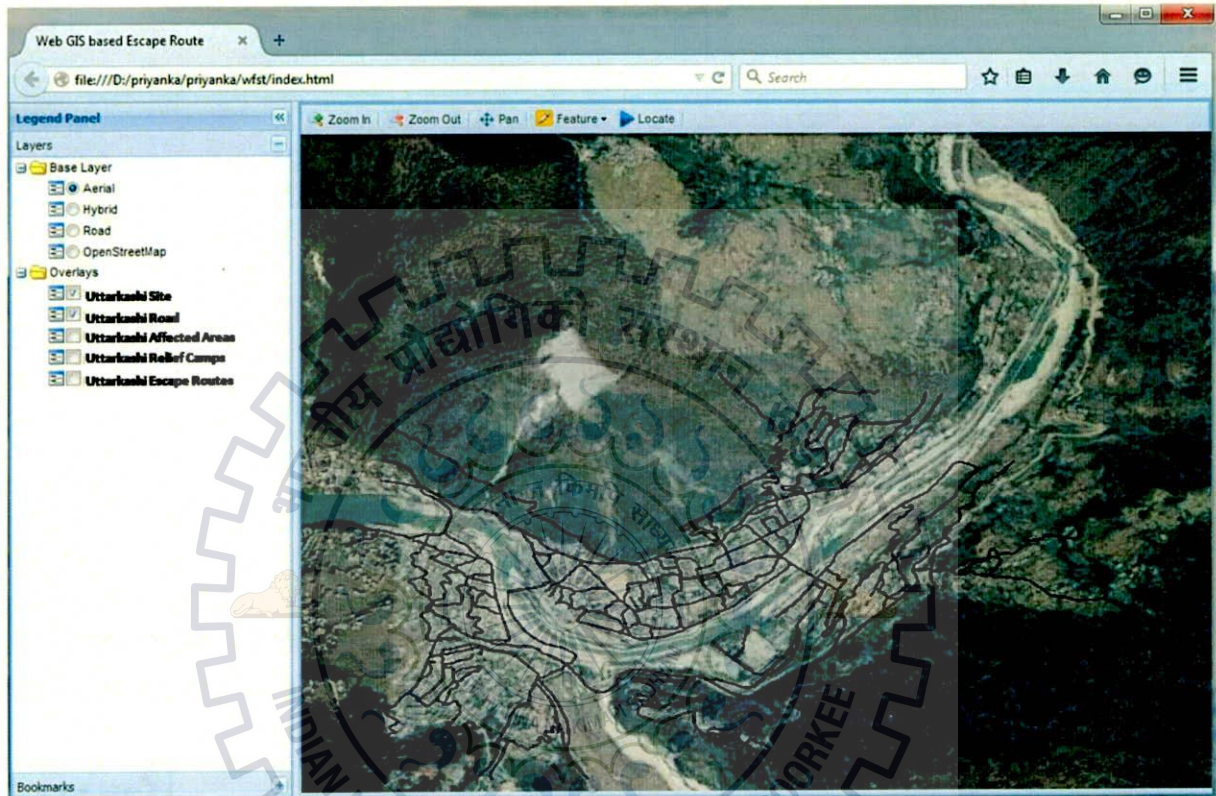 Web GIS based Escape Route
file:///D:/priyanka/priyanka/wfst/index.html
Search
Legend Panel
Zoom In
Zoom Out
Pan
Feature
Locate
Layers
Base Layer
Aerial
Hybrid
Road
OpenStreetMap
Overlays
Uttarkashi Site
Uttarkashi Road
Uttarkashi Affected Areas
Uttarkashi Relief Camps
Uttarkashi Escape Routes
Bookmarks
INDIAN